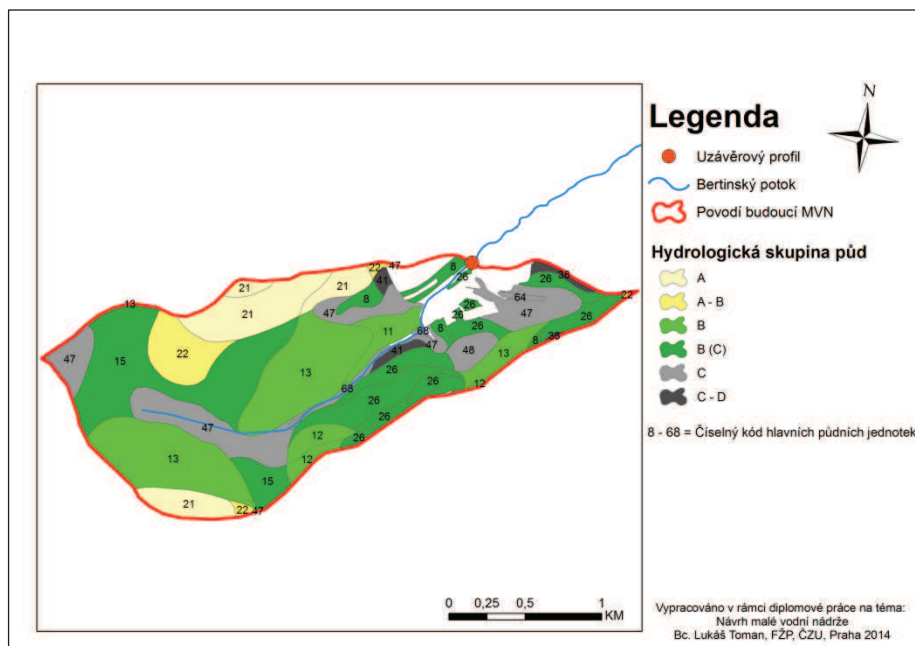 N
Legenda
Uzávěrový profil
Bertinský potok
Povodí budoucí MVN
Hydrologická skupina půd
A
A - B
B
B (C)
C
C - D
8 - 68 = Číselný kód hlavních půdních jednotek
22 47
8
21
41
26
26 38
21
21
8
64
22
13
47
26
47
26
11
68
8
26
26
47
15
22
41
47
48
13
8
38
13
26
68
26
12
26
47
26
12
26
13
12
15
21
22 47
0 0,25 0,5 1
KM
Vypracováno v rámci diplomové práce na téma:
Návrh malé vodní nádrže
Bc. Lukáš Toman, FŽP, ČZU, Praha 2014